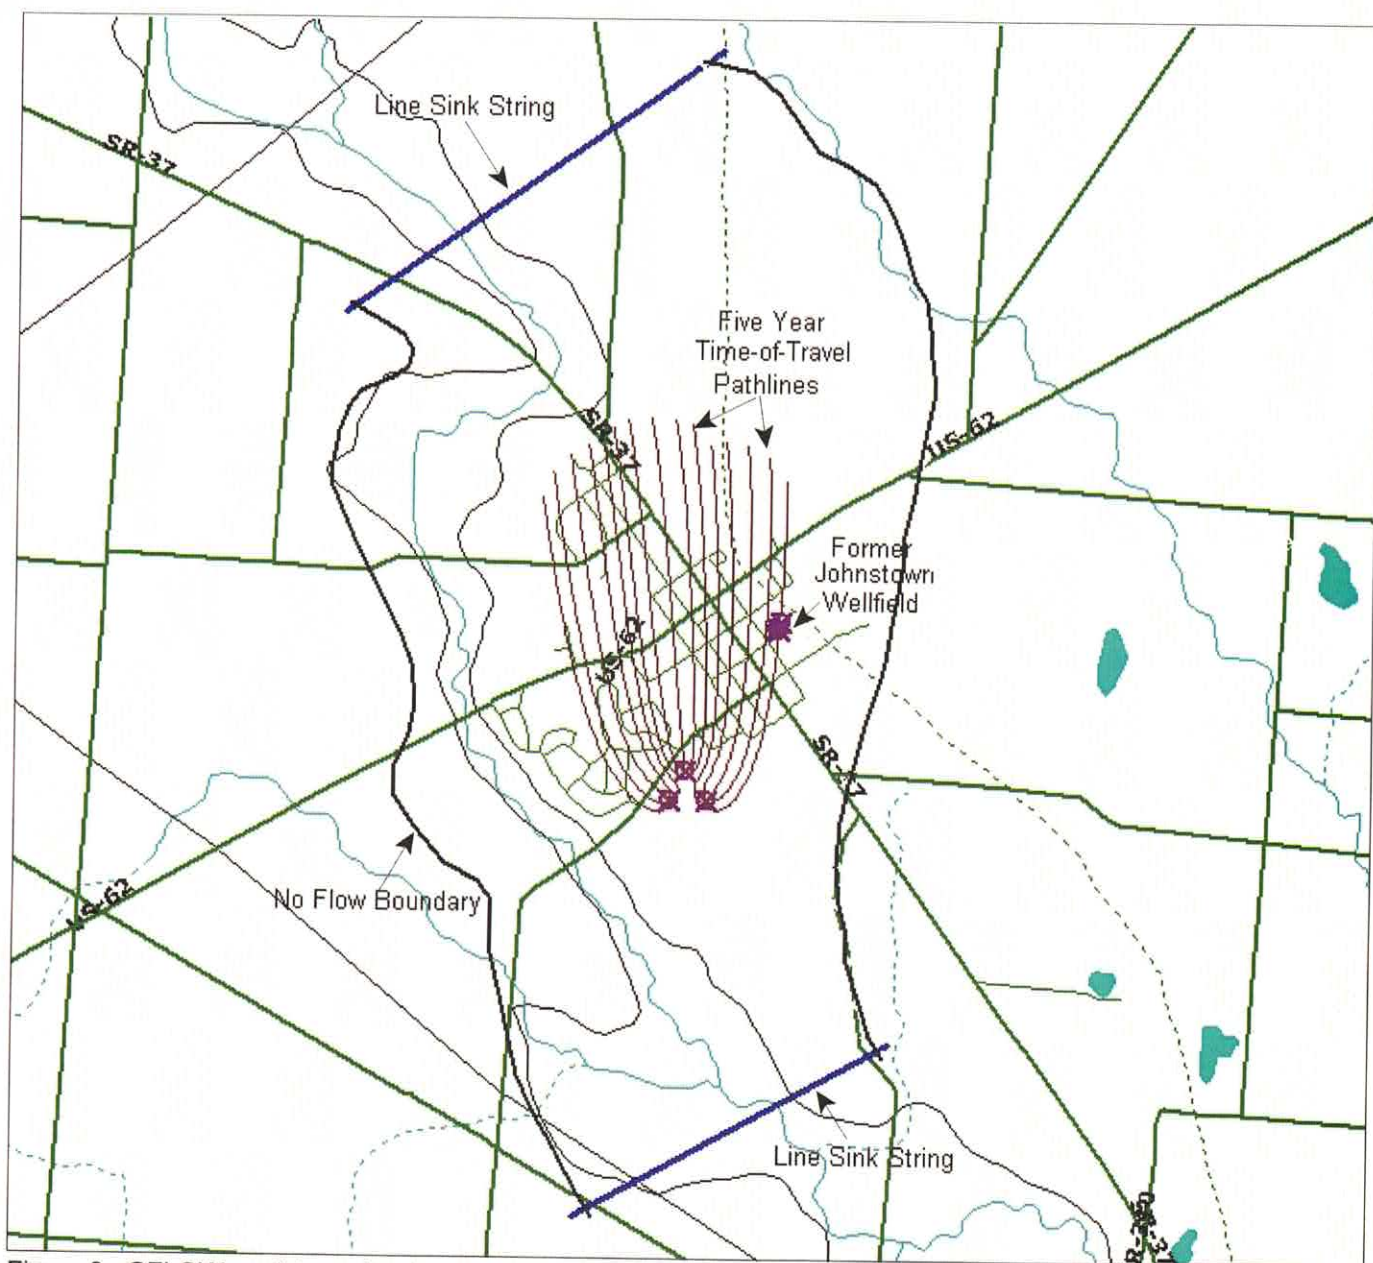 Line Sink String
SR-37
Five Year
Time-of-Travel
Pathlines
SR-37
US-62
Former
Johnstown
Wellfield
US-62
SR-37
No Flow Boundary
US-62
Line Sink String